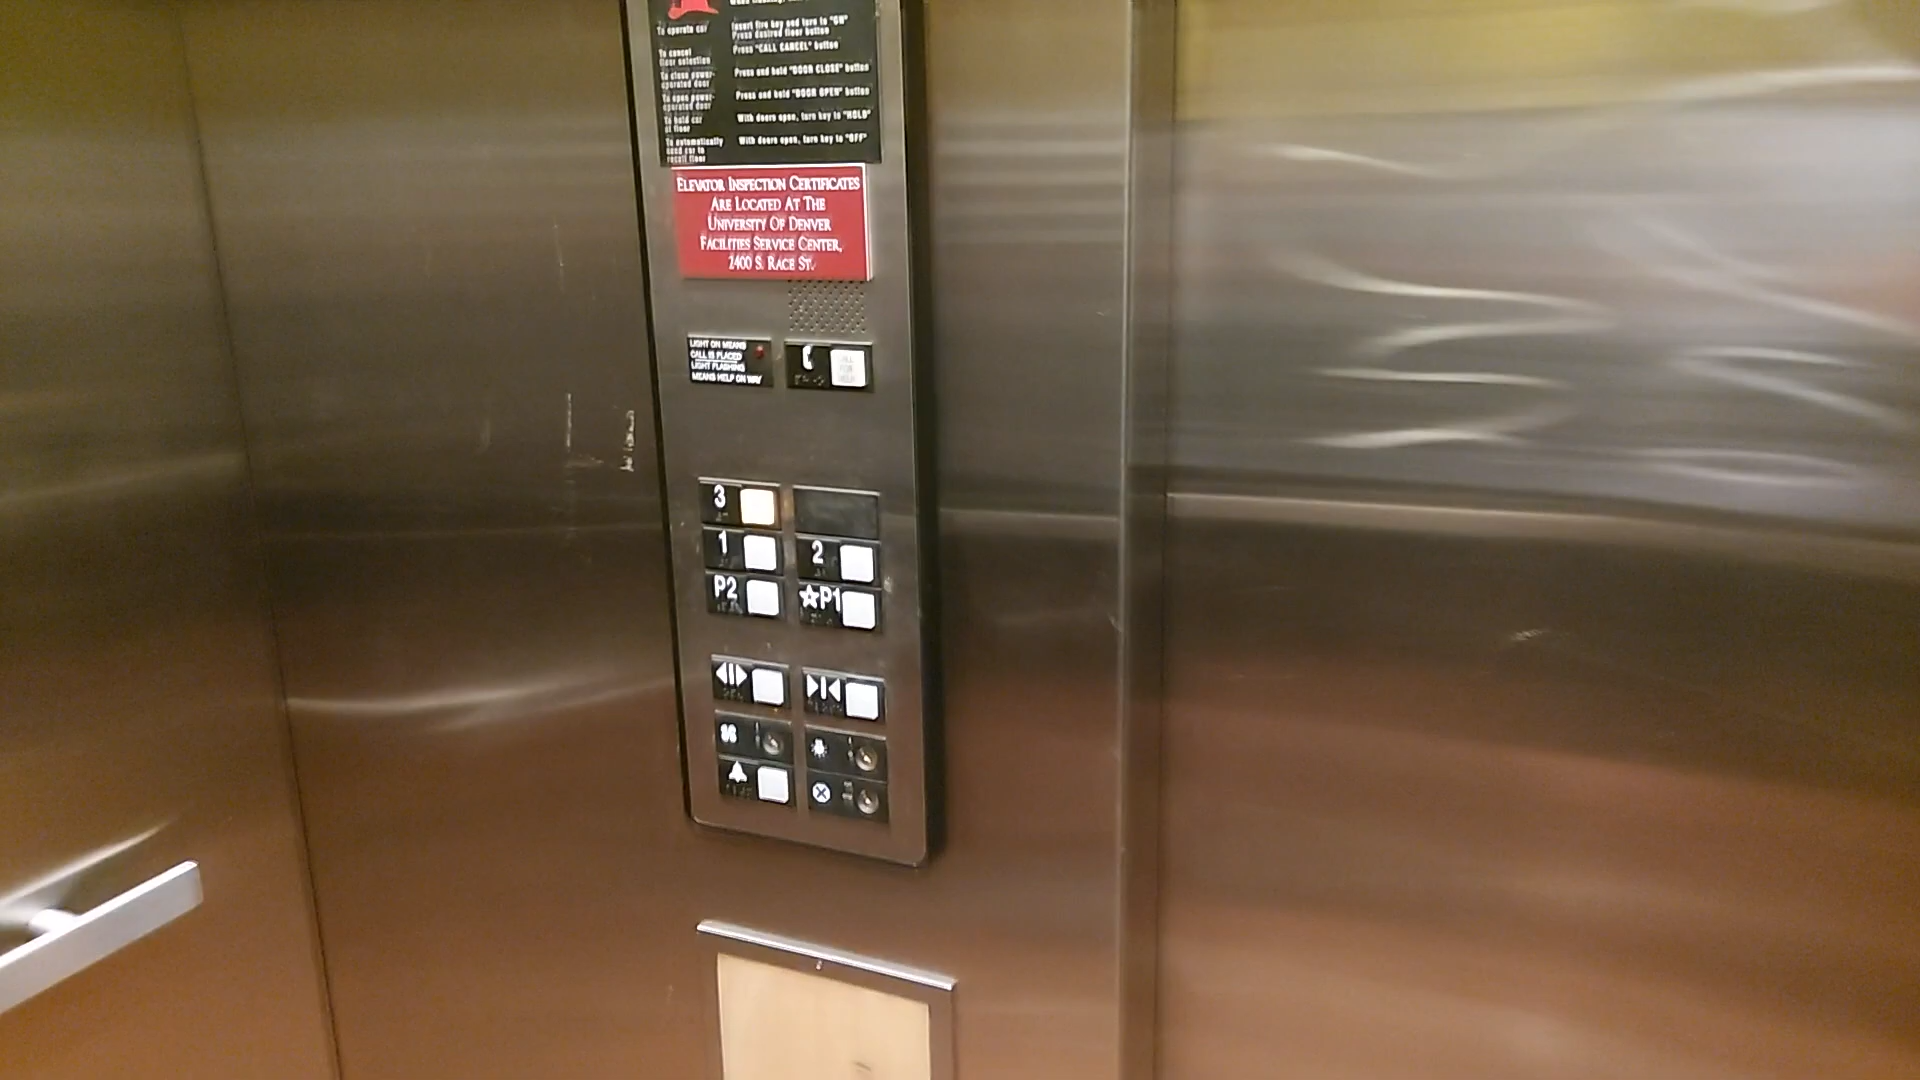 To operate car
Insert fire key and turn to "ON"
Press desired floor button
To cancel
floor selection
Press "CALL CANCEL" button
To close power-
operated door
Press and hold "DOOR CLOSE" button
To open power-
operated door
Press and hold "DOOR OPEN" button
To hold car
at floor
With doors open, turn key to "HOLD"
To automatically
send car to
recall floor
With doors open, turn key to "OFF"
ELEVATOR INSPECTION CERTIFICATES
ARE LOCATED AT THE
UNIVERSITY OF DENVER
FACILITIES SERVICE CENTER,
2400 S. RACE ST.
LIGHT ON MEANS
CALL IS PLACED
LIGHT FLASHING
MEANS HELP ON WAY
3
1
2
P2
☆P1